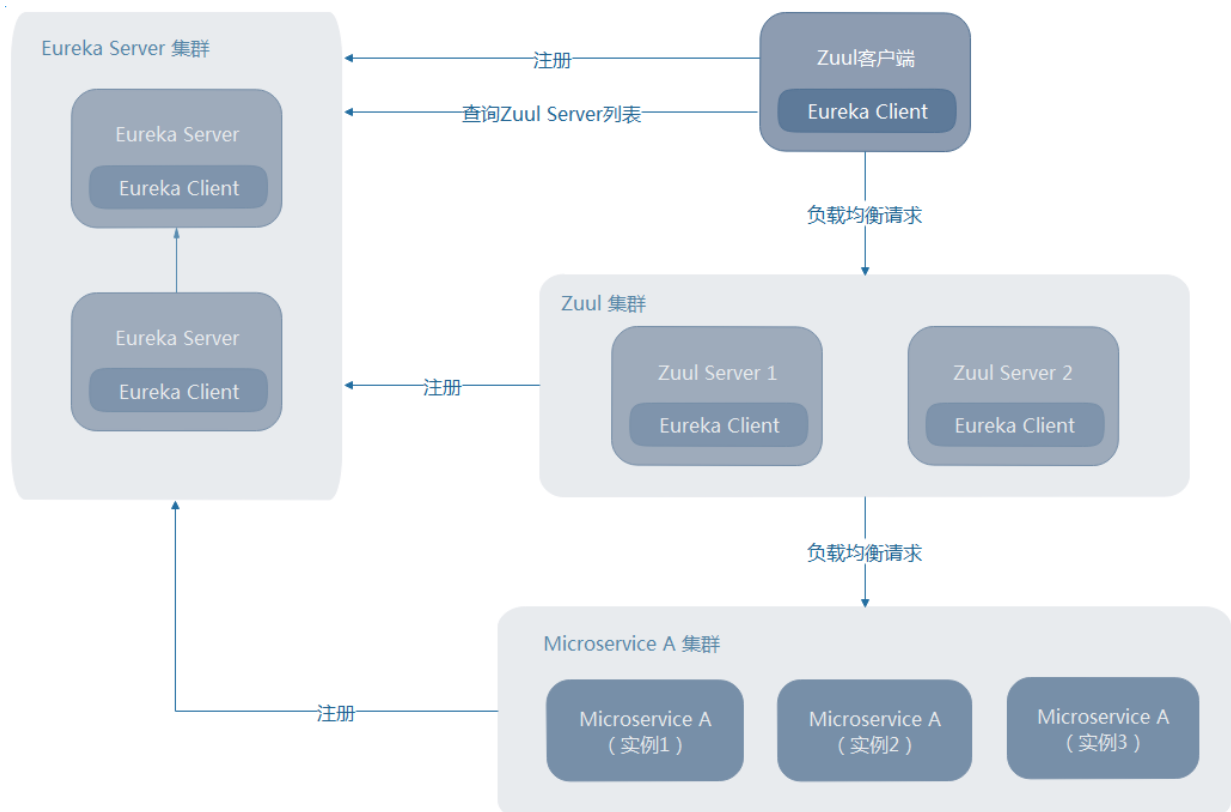 Eureka Server 集群
Eureka Server
Eureka Client
Eureka Server
Eureka Client
注册
查询Zuul Server列表
Zuul客户端
Eureka Client
负载均衡请求
Zuul 集群
Zuul Server 1
Eureka Client
Zuul Server 2
Eureka Client
注册
负载均衡请求
Microservice A 集群
Microservice A
（实例1）
Microservice A
（实例2）
Microservice A
（实例3）
注册